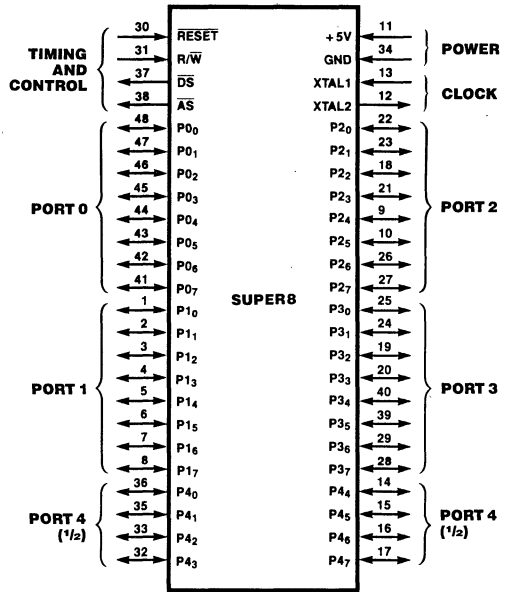 TIMING
AND
CONTROL
30 R̅E̅S̅E̅T̅
31 R/W̅
37 D̅S̅
38 A̅S̅
PORT 0
48 P0₀
47 P0₁
46 P0₂
45 P0₃
44 P0₄
43 P0₅
42 P0₆
41 P0₇
PORT 1
1 P1₀
2 P1₁
3 P1₂
4 P1₃
5 P1₄
6 P1₅
7 P1₆
8 P1₇
PORT 4
(1/2)
36 P4₀
35 P4₁
33 P4₂
32 P4₃
SUPER8
+5V 11
GND 34
POWER
XTAL1 13
XTAL2 12
CLOCK
P2₀ 22
P2₁ 23
P2₂ 18
P2₃ 21
P2₄ 9
P2₅ 10
P2₆ 26
P2₇ 27
PORT 2
P3₀ 25
P3₁ 24
P3₂ 19
P3₃ 20
P3₄ 40
P3₅ 39
P3₆ 29
P3₇ 28
PORT 3
P4₄ 14
P4₅ 15
P4₆ 16
P4₇ 17
PORT 4
(1/2)